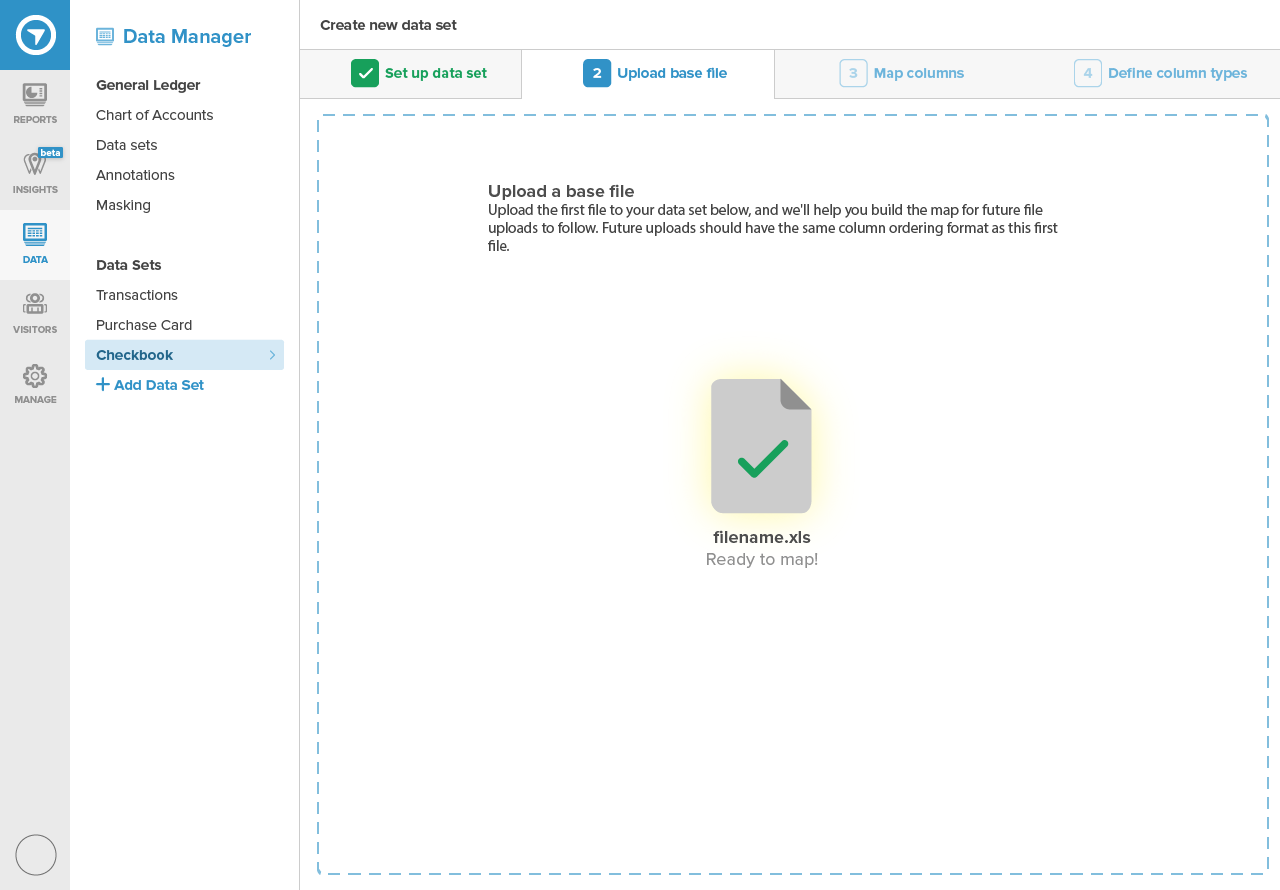 REPORTS
beta
INSIGHTS
DATA
VISITORS
MANAGE
Data Manager
General Ledger
Chart of Accounts
Data sets
Annotations
Masking
Data Sets
Transactions
Purchase Card
Checkbook
Add Data Set
Create new data set
Set up data set
2 Upload base file
3 Map columns
4 Define column types
Upload a base file
Upload the first file to your data set below, and we'll help you build the map for future file
uploads to follow. Future uploads should have the same column ordering format as this first
file.
filename.xls
Ready to map!